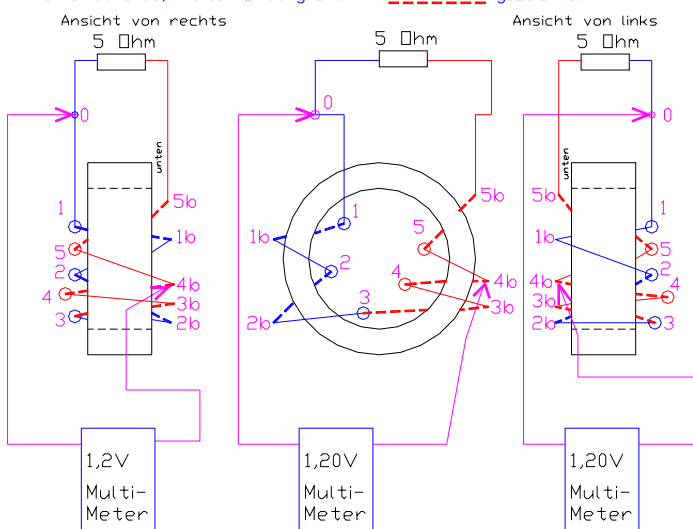 Ansicht von rechts
5 Ohm
0
unten
1
5
2
4
3
5b
1b
4b
3b
2b
1,2V
Multi-
Meter
5 Ohm
0
1
5
2
4
3
1b
2b
5b
4b
3b
1,20V
Multi-
Meter
Ansicht von links
5 Ohm
0
unten
5b
1b
4b
3b
2b
1
5
2
4
3
1,20V
Multi-
Meter